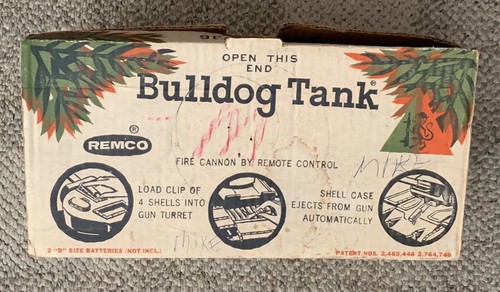 OPEN THIS
END
Bulldog Tank®
REMCO®
FIRE CANNON BY REMOTE CONTROL
MIKE
LOAD CLIP OF
4 SHELLS INTO
GUN TURRET
SHELL CASE
EJECTS FROM GUN
AUTOMATICALLY
MIKE
2 "D" SIZE BATTERIES (NOT INCL.)
PATENT NOS. 2,465,446 2,764,748